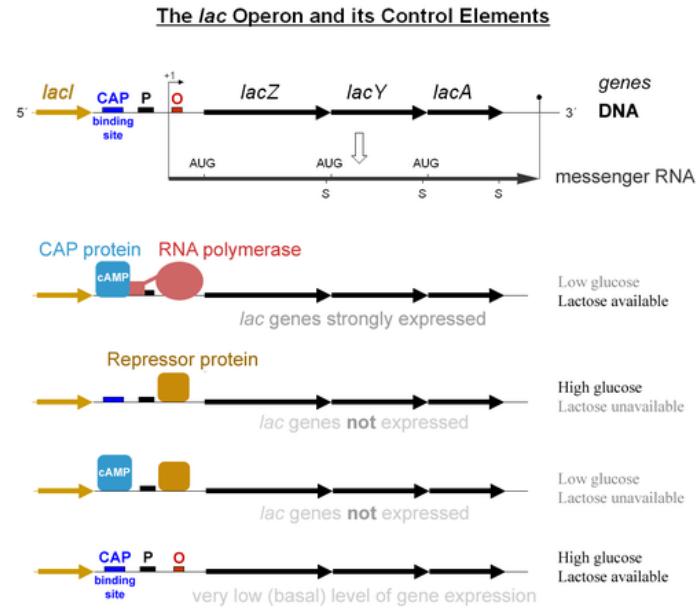 The lac Operon and its Control Elements
lacI CAP P +1 O lacZ lacY lacA genes
5´ 3´ DNA
binding
site
AUG AUG AUG
messenger RNA
S S S
CAP protein RNA polymerase
cAMP
Low glucose
Lactose available
lac genes strongly expressed
Repressor protein
High glucose
Lactose unavailable
lac genes not expressed
cAMP
Low glucose
Lactose unavailable
lac genes not expressed
CAP P O
High glucose
Lactose available
binding
site
very low (basal) level of gene expression